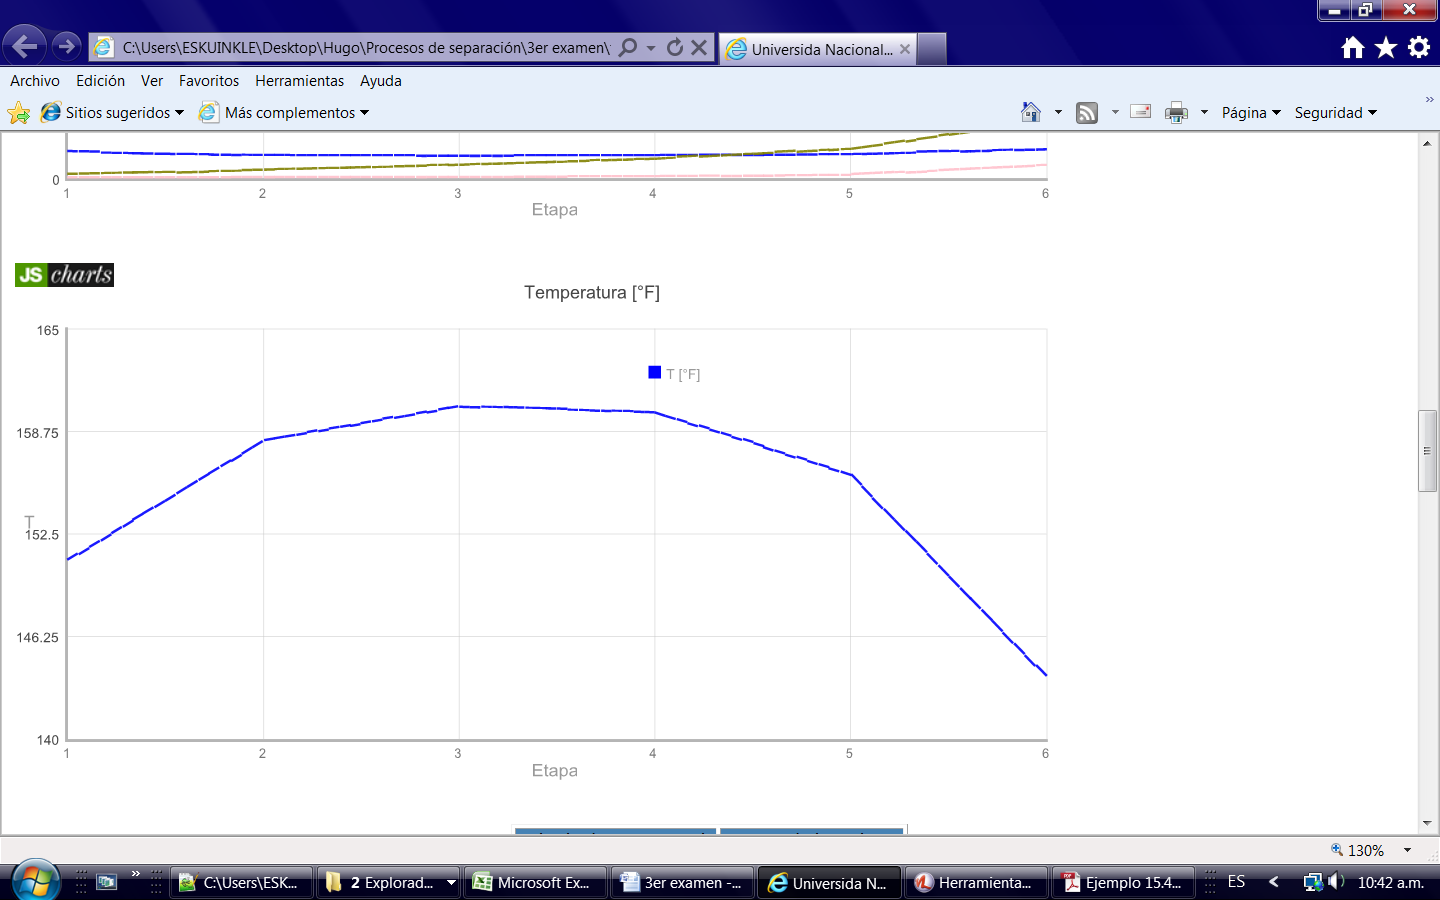 C:\Users\ESKUINKLE\Desktop\Hugo\Procesos de separación\3er examen\
Universida Nacional...
Archivo Edición Ver Favoritos Herramientas Ayuda
Sitios sugeridos Más complementos Página Seguridad
0
1 2 3 4 5 6
Etapa
JS charts
Temperatura [°F]
165
T [°F]
158.75
T
152.5
146.25
140
1 2 3 4 5 6
Etapa
130%
C:\Users\ESK... 2 Explorad... Microsoft Ex... 3er examen -... Universida N... Herramienta... Ejemplo 15.4... ES 10:42 a.m.